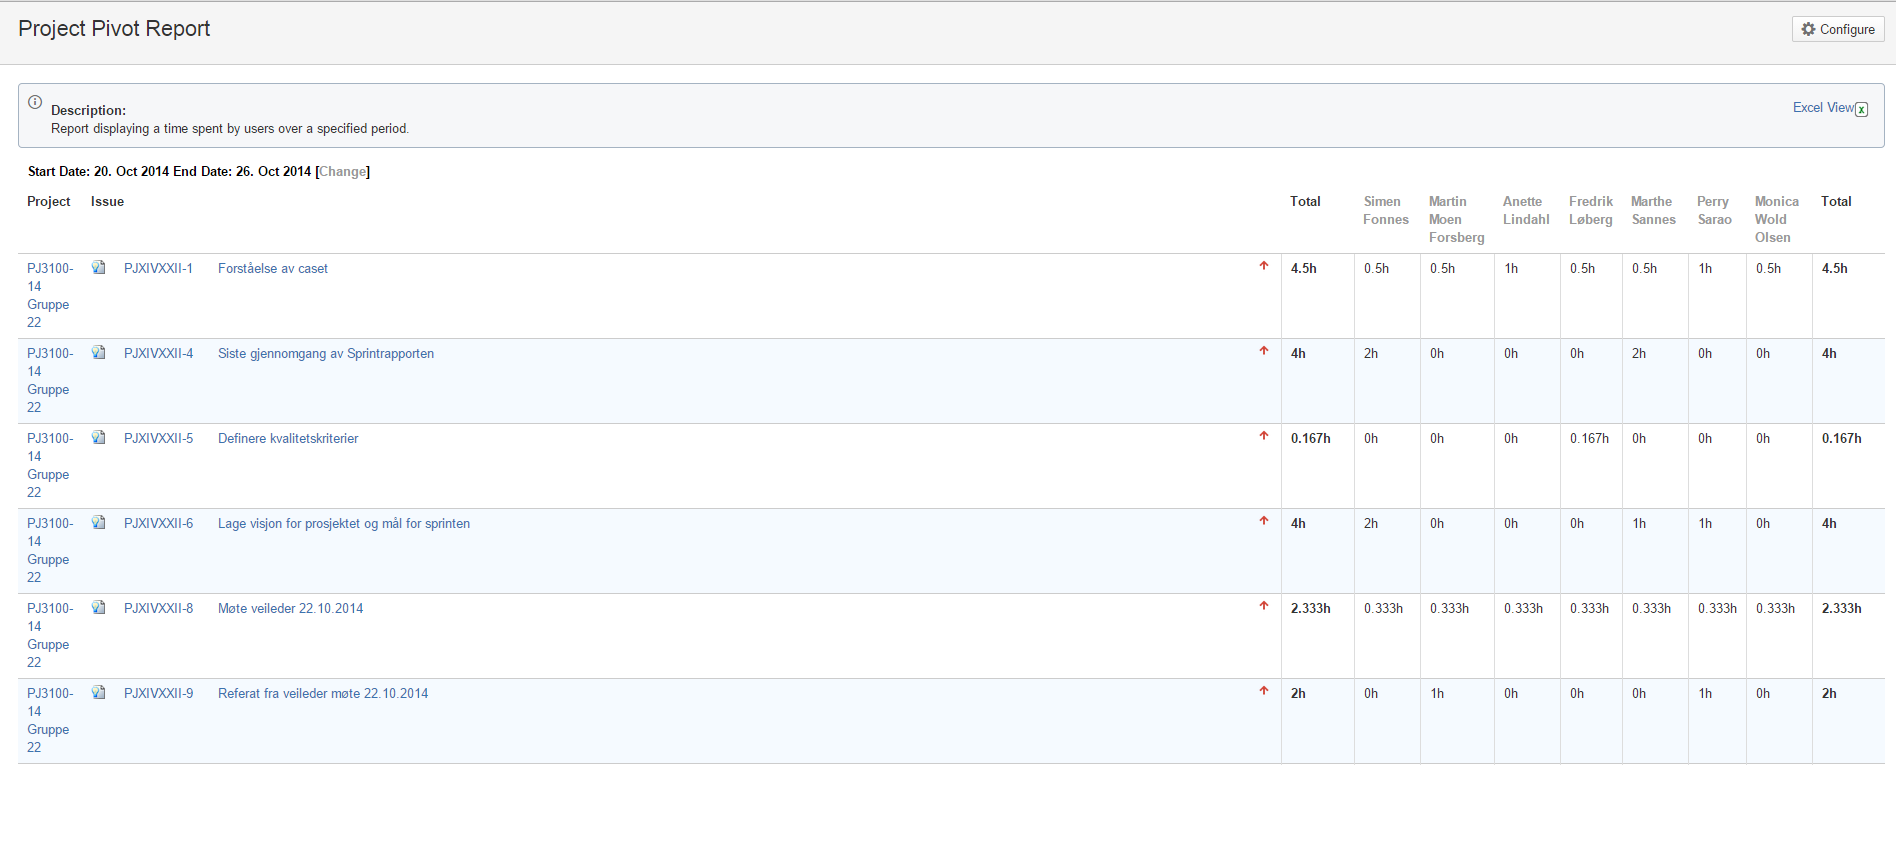 Project Pivot Report
Configure
Description:
Excel View
Report displaying a time spent by users over a specified period.
Start Date: 20. Oct 2014 End Date: 26. Oct 2014 [Change]
Project Issue Total Simen Fonnes Martin Moen Forsberg Anette Lindahl Fredrik Løberg Marthe Sannes Perry Sarao Monica Wold Olsen Total
PJ3100-14 Gruppe 22 PJXIVXXII-1 Forståelse av caset 4.5h 0.5h 0.5h 1h 0.5h 0.5h 1h 0.5h 4.5h
PJ3100-14 Gruppe 22 PJXIVXXII-4 Siste gjennomgang av Sprintrapporten 4h 2h 0h 0h 0h 2h 0h 0h 4h
PJ3100-14 Gruppe 22 PJXIVXXII-5 Definere kvalitetskriterier 0.167h 0h 0h 0h 0.167h 0h 0h 0h 0.167h
PJ3100-14 Gruppe 22 PJXIVXXII-6 Lage visjon for prosjektet og mål for sprinten 4h 2h 0h 0h 0h 1h 1h 0h 4h
PJ3100-14 Gruppe 22 PJXIVXXII-8 Møte veileder 22.10.2014 2.333h 0.333h 0.333h 0.333h 0.333h 0.333h 0.333h 0.333h 2.333h
PJ3100-14 Gruppe 22 PJXIVXXII-9 Referat fra veileder møte 22.10.2014 2h 0h 1h 0h 0h 0h 1h 0h 2h